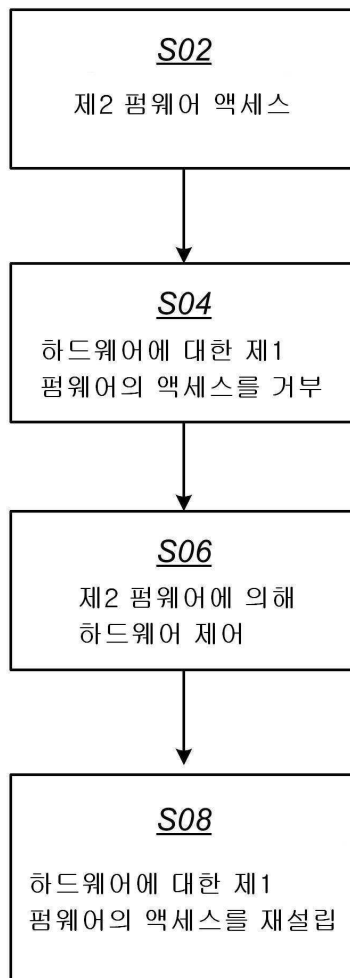 S02
제2 펌웨어 액세스
S04
하드웨어에 대한 제1
펌웨어의 액세스를 거부
S06
제2 펌웨어에 의해
하드웨어 제어
S08
하드웨어에 대한 제1
펌웨어의 액세스를 재설립